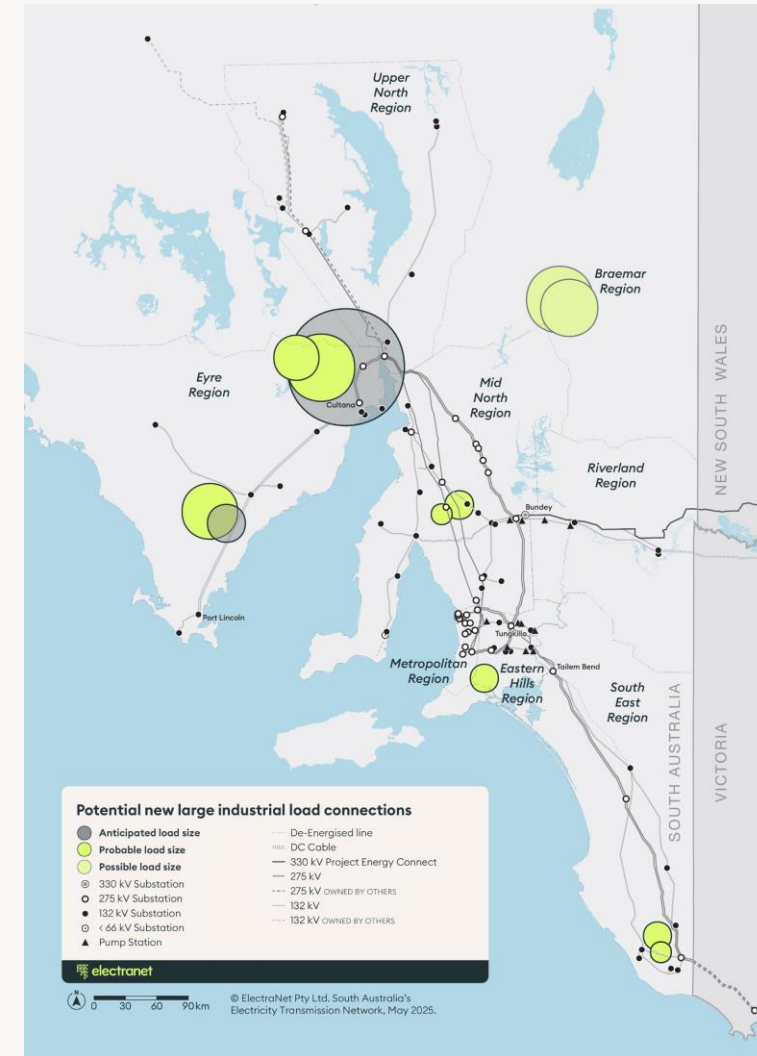 Upper
North
Region
Braemar
Region
NEW SOUTH WALES
Eyre
Region
Cultana
Mid
North
Region
Riverland
Region
Bundey
Port Lincoln
Tungkillo
Metropolitan
Region
Eastern
Hills
Region
Tailem Bend
South
East
Region
SOUTH AUSTRALIA
VICTORIA
Potential new large industrial load connections
Anticipated load size
Probable load size
Possible load size
330 kV Substation
275 kV Substation
132 kV Substation
< 66 kV Substation
Pump Station
De-Energised line
DC Cable
330 kV Project Energy Connect
275 kV
275 kV OWNED BY OTHERS
132 kV
132 kV OWNED BY OTHERS
electranet
N
0 30 60 90 km
© ElectraNet Pty Ltd. South Australia's
Electricity Transmission Network, May 2025.